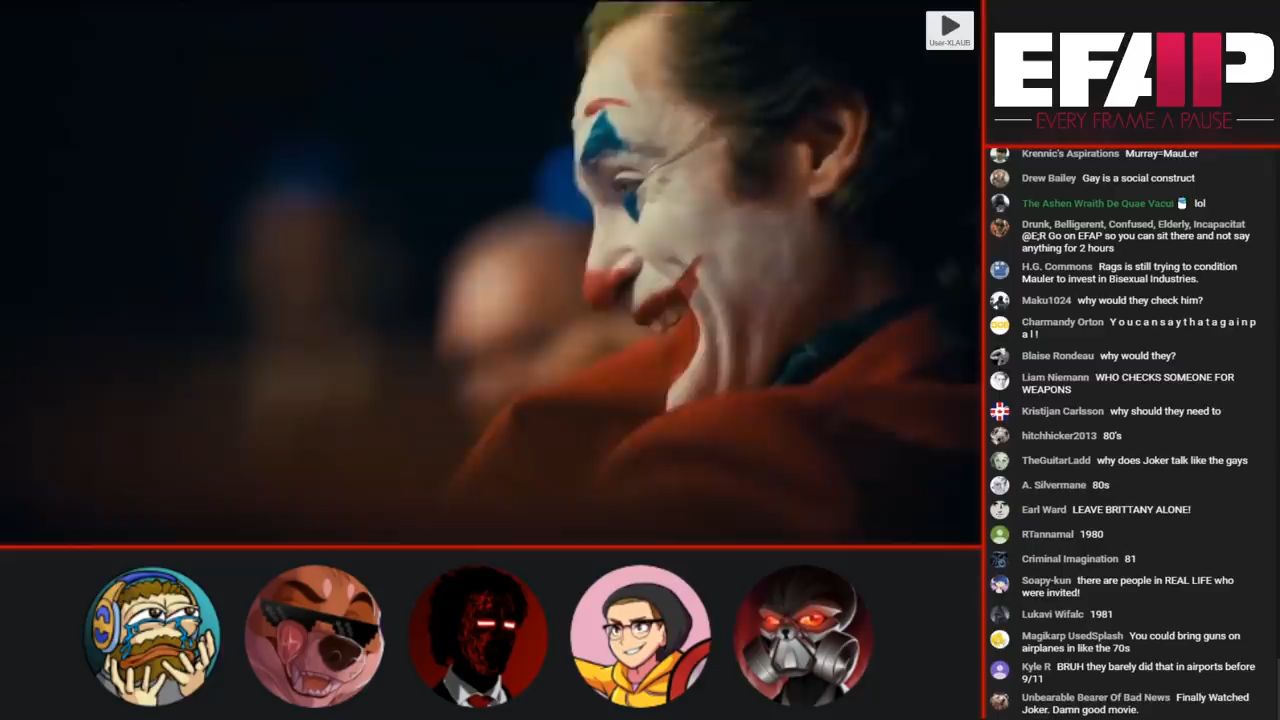 User-XLAUB
EFAP
EVERY FRAME A PAUSE
Krennic's Aspirations Murray=MauLer
Drew Bailey Gay is a social construct
The Ashen Wraith De Quae Vacui lol
Drunk, Belligerent, Confused, Elderly, Incapacitat
@E;R Go on EFAP so you can sit there and not say
anything for 2 hours
H.G. Commons Rags is still trying to condition
Mauler to invest in Bisexual Industries.
Maku1024 why would they check him?
Charmandy Orton Y o u c a n s a y t h a t a g a i n p
a l !
Blaise Rondeau why would they?
Liam Niemann WHO CHECKS SOMEONE FOR
WEAPONS
Kristijan Carlsson why should they need to
hitchhicker2013 80's
TheGuitarLadd why does Joker talk like the gays
A. Silvermane 80s
Earl Ward LEAVE BRITTANY ALONE!
RTannamal 1980
Criminal Imagination 81
Soapy-kun there are people in REAL LIFE who
were invited!
Lukavi Wifalc 1981
Magikarp UsedSplash You could bring guns on
airplanes in like the 70s
Kyle R BRUH they barely did that in airports before
9/11
Unbearable Bearer Of Bad News Finally Watched
Joker. Damn good movie.